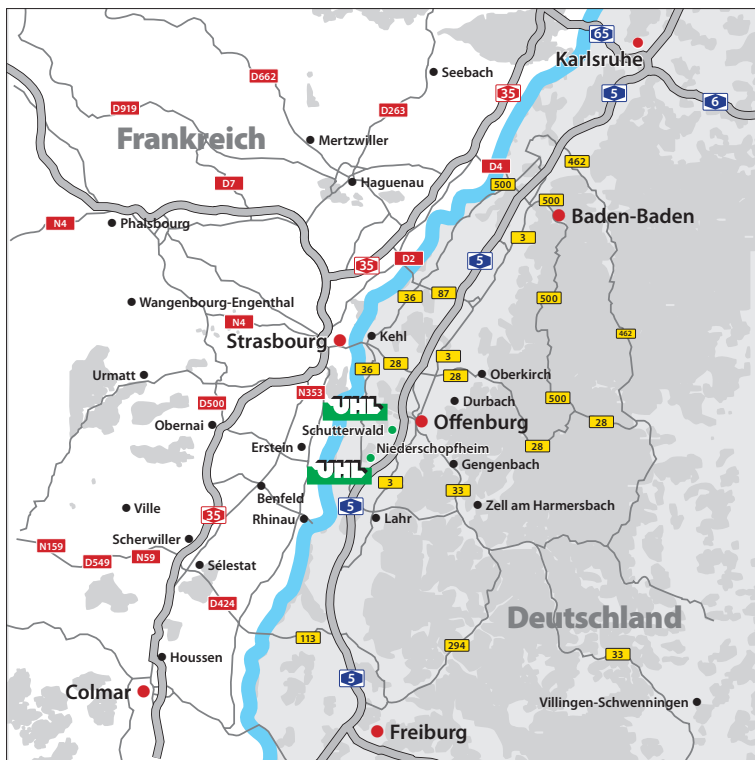 65
Karlsruhe
D662
Seebach
35
5
6
D919
D263
Frankreich
Mertzwiller
462
D4
D7
Haguenau
500
500
N4
Phalsbourg
Baden-Baden
3
D2
5
35
Wangenbourg-Engenthal
36
87
500
N4
462
Strasbourg
Kehl
3
28
36
28
Oberkirch
Urmatt
N353
500
D500
UHL
Durbach
Obernai
Schutterwald
Offenburg
28
28
Erstein
Niederschopfheim
UHL
Gengenbach
3
33
Benfeld
5
Ville
Zell am Harmersbach
35
Rhinau
Lahr
Scherwiller
N159
N59
D549
Sélestat
D424
Deutschland
113
294
Houssen
33
5
Colmar
Villingen-Schwenningen
Freiburg